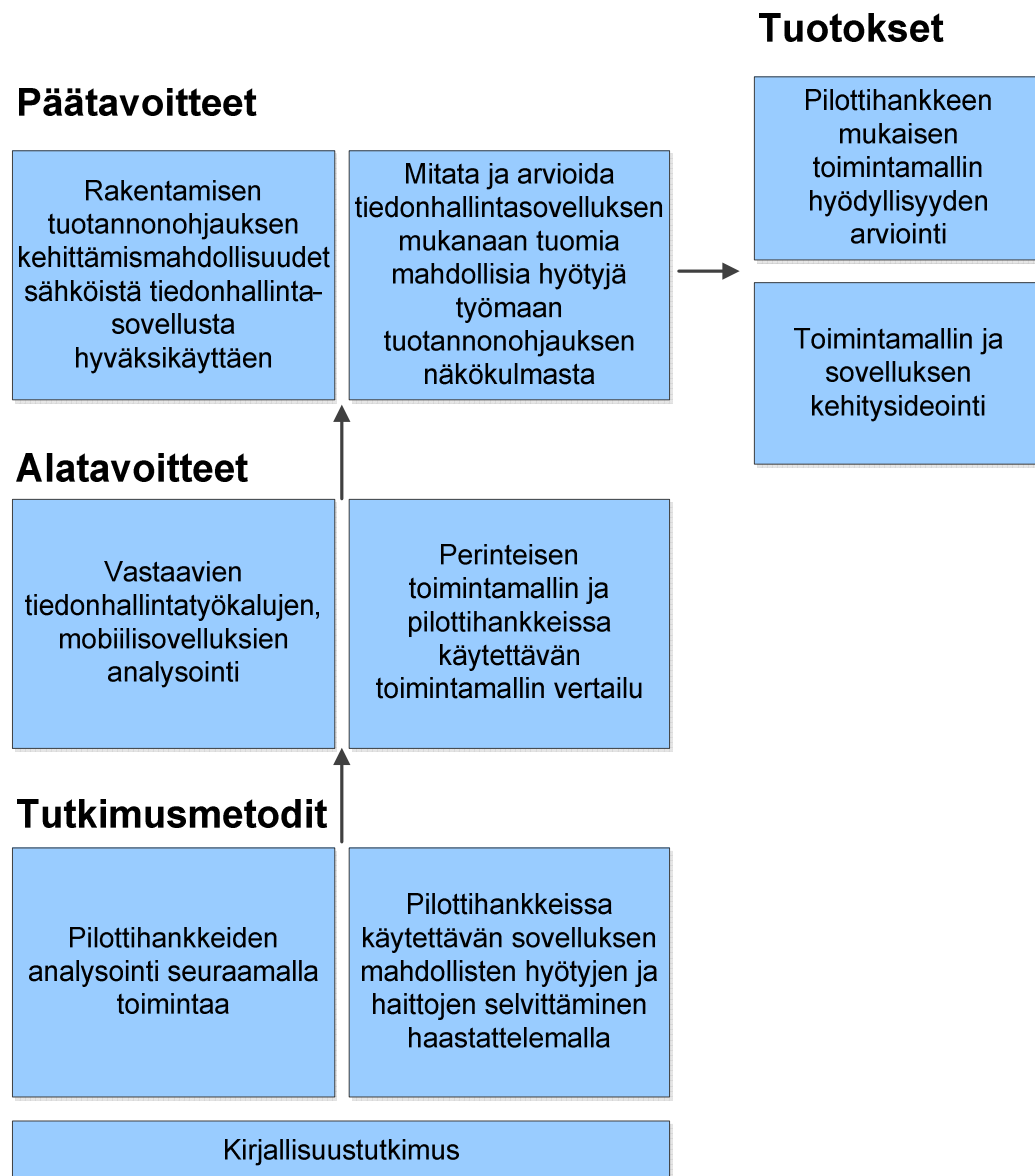 Tuotokset
Pilottihankkeen
mukaisen
toimintamallin
hyödyllisyyden
arviointi
Toimintamallin ja
sovelluksen
kehitysideointi
Päätavoitteet
Rakentamisen
tuotannonohjauksen
kehittämismahdollisuudet
sähköistä tiedonhallinta-
sovellusta
hyväksikäyttäen
Mitata ja arvioida
tiedonhallintasovelluksen
mukanaan tuomia
mahdollisia hyötyjä
työmaan
tuotannonohjauksen
näkökulmasta
Alatavoitteet
Vastaavien
tiedonhallintatyökalujen,
mobiilisovelluksien
analysointi
Perinteisen
toimintamallin ja
pilottihankkeissa
käytettävän
toimintamallin vertailu
Tutkimusmetodit
Pilottihankkeiden
analysointi seuraamalla
toimintaa
Pilottihankkeissa
käytettävän sovelluksen
mahdollisten hyötyjen ja
haittojen selvittäminen
haastattelemalla
Kirjallisuustutkimus